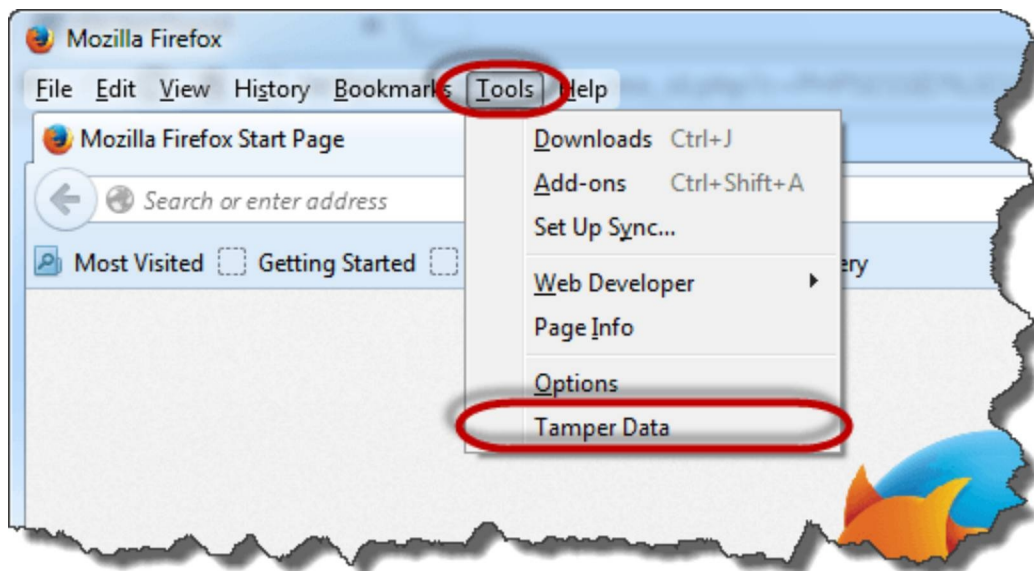 Mozilla Firefox
File Edit View History Bookmarks Tools Help
Mozilla Firefox Start Page
Search or enter address
Most Visited Getting Started
Downloads Ctrl+J
Add-ons Ctrl+Shift+A
Set Up Sync...
Web Developer
Page Info
Options
Tamper Data